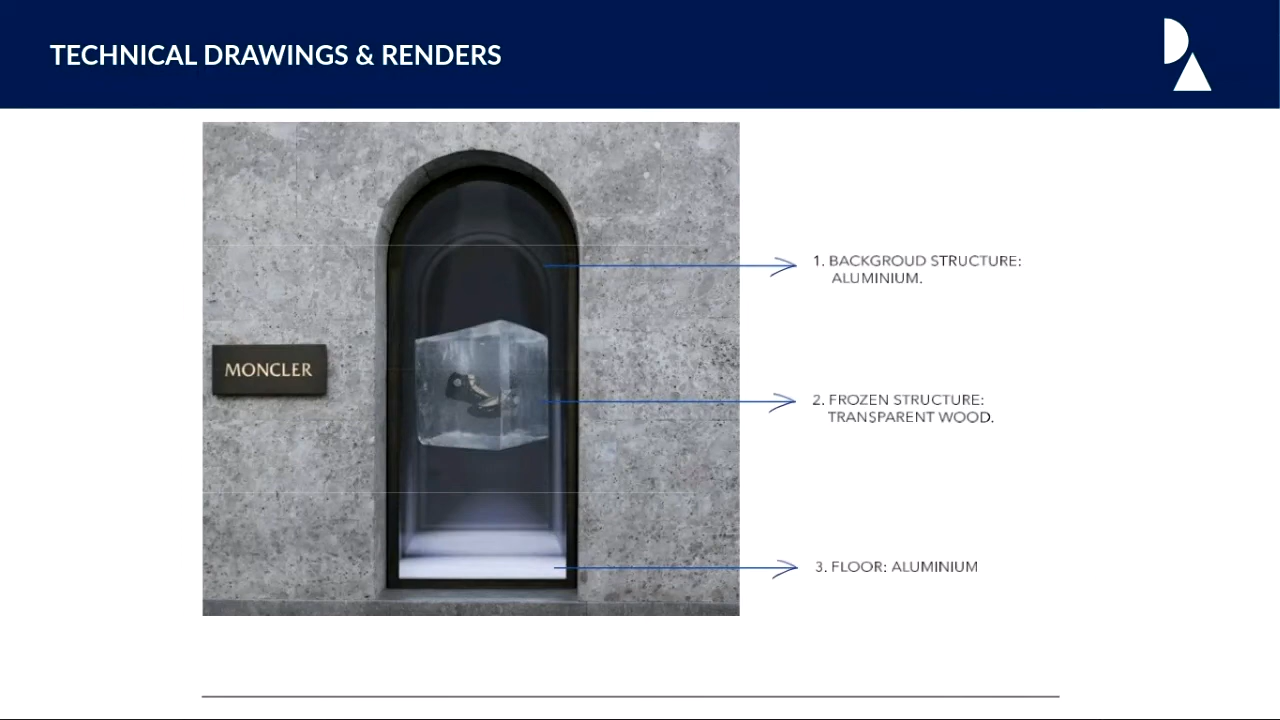 TECHNICAL DRAWINGS & RENDERS
MONCLER
1. BACKGROUD STRUCTURE:
ALUMINIUM.
2. FROZEN STRUCTURE:
TRANSPARENT WOOD.
3. FLOOR: ALUMINIUM